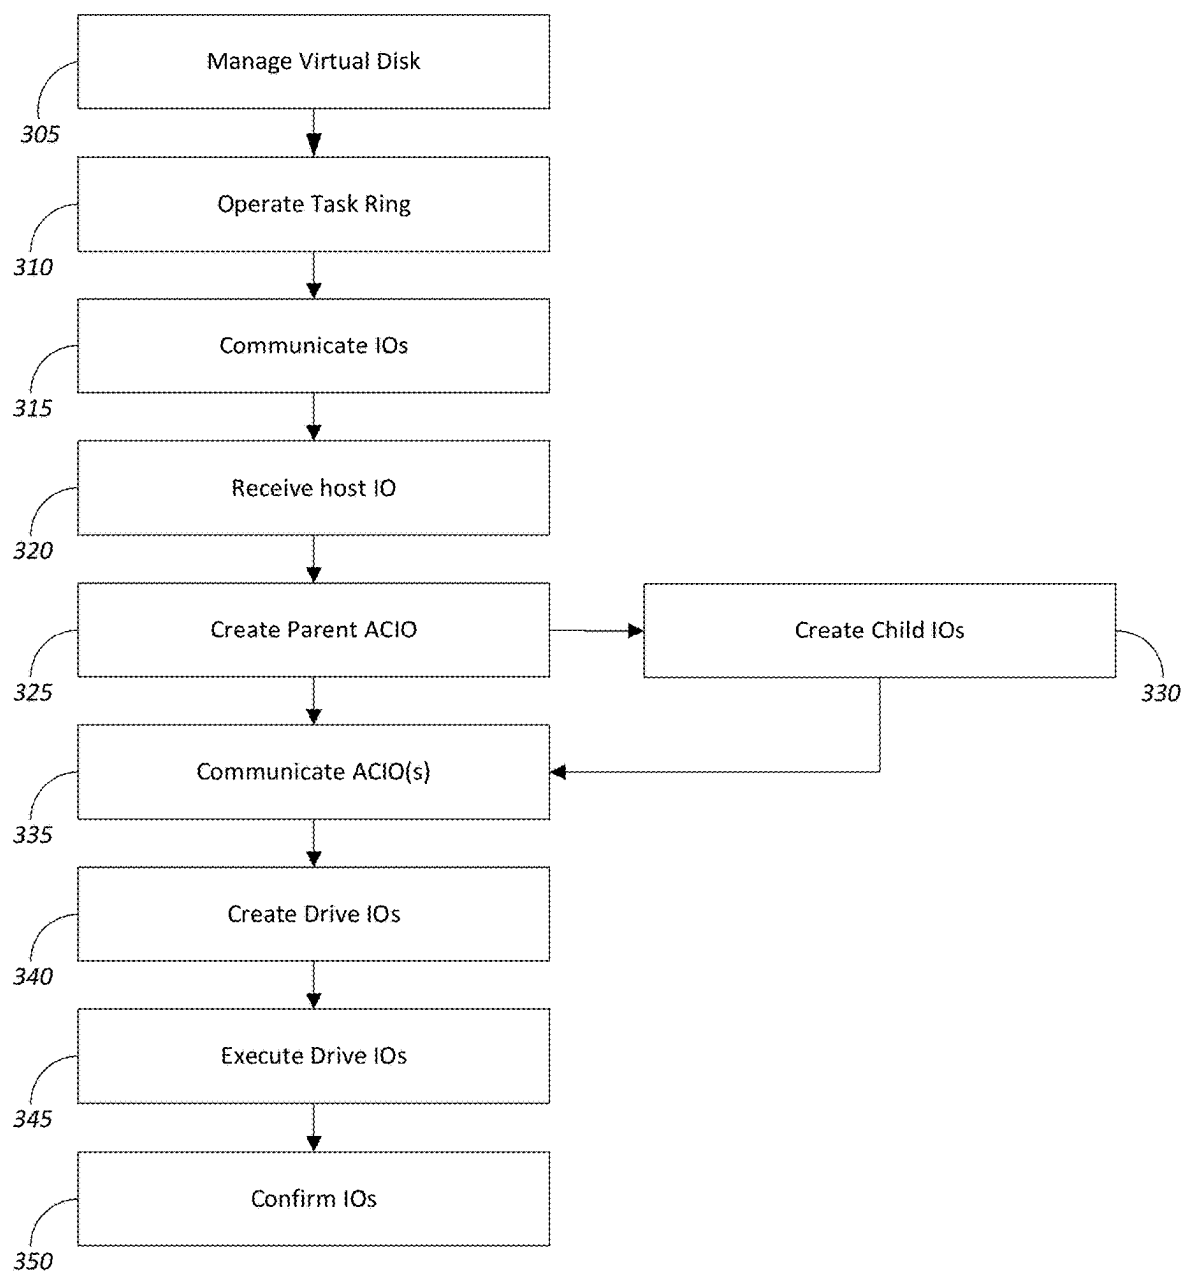 Manage Virtual Disk
305
Operate Task Ring
310
Communicate IOs
315
Receive host IO
320
Create Parent ACIO
325
Create Child IOs
330
Communicate ACIO(s)
335
Create Drive IOs
340
Execute Drive IOs
345
Confirm IOs
350